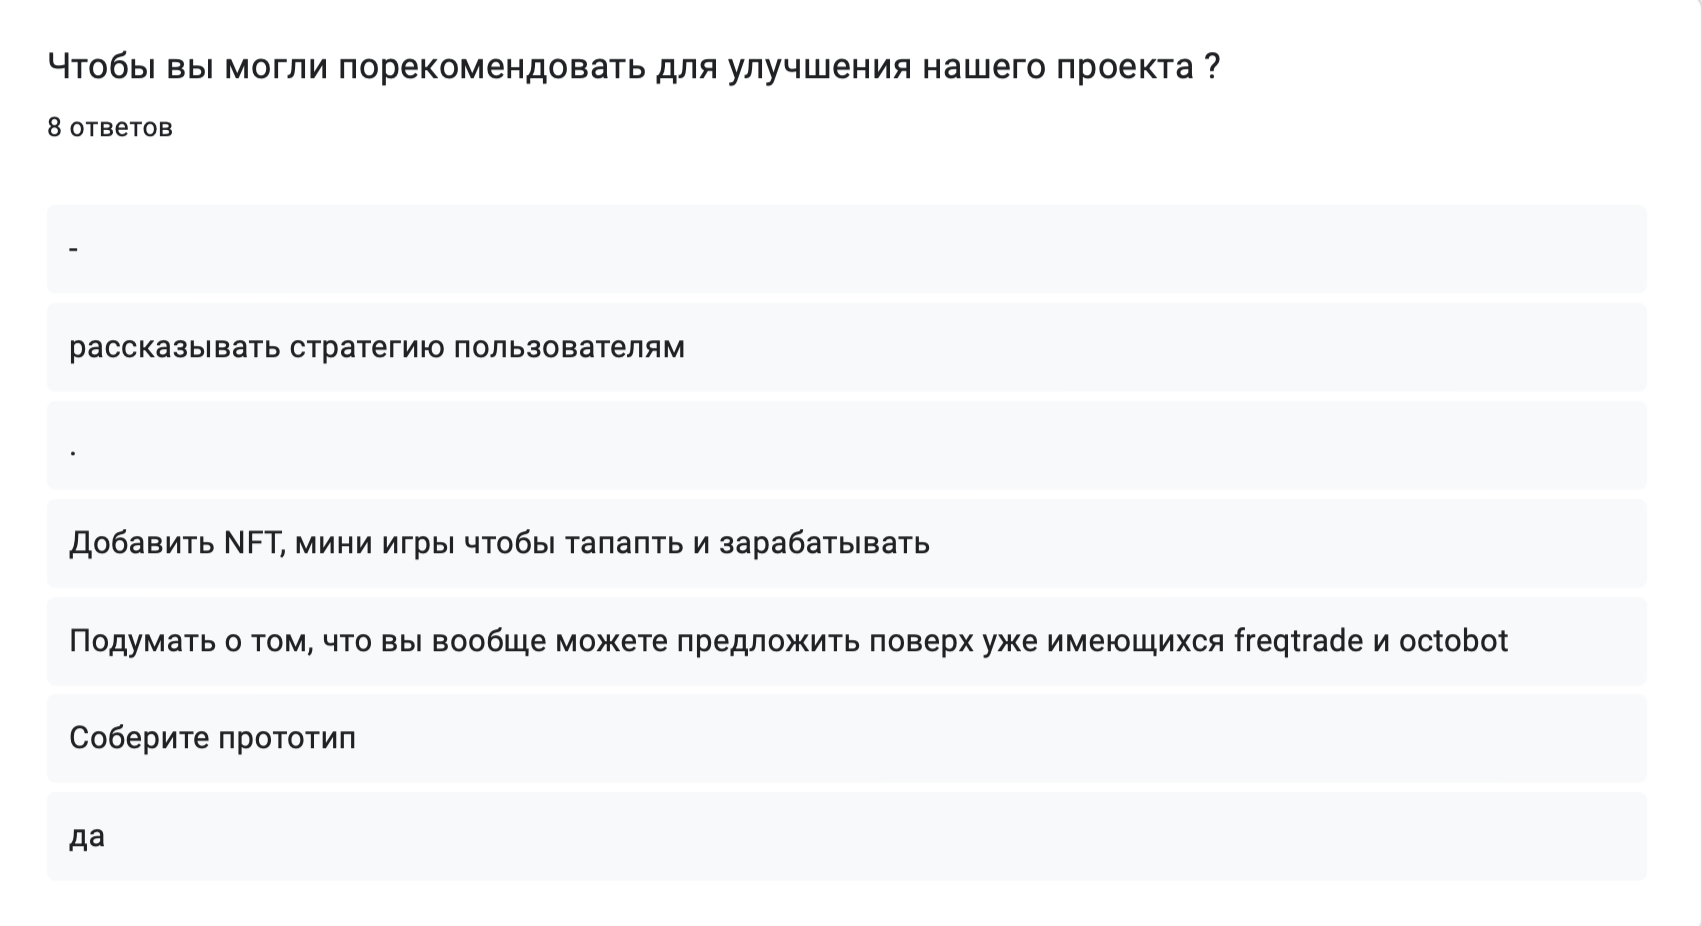 Чтобы вы могли порекомендовать для улучшения нашего проекта ?
8 ответов
-
рассказывать стратегию пользователям
.
Добавить NFT, мини игры чтобы тапапть и зарабатывать
Подумать о том, что вы вообще можете предложить поверх уже имеющихся freqtrade и octobot
Соберите прототип
да